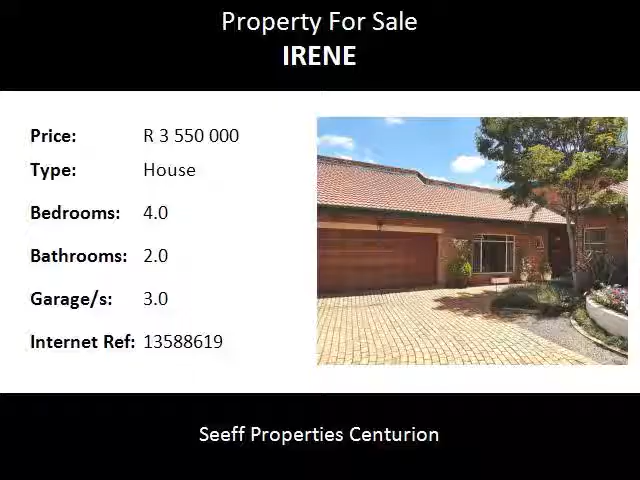 Property For Sale
IRENE
Price: R 3 550 000
Type: House
Bedrooms: 4.0
Bathrooms: 2.0
Garage/s: 3.0
Internet Ref: 13588619
Seeff Properties Centurion